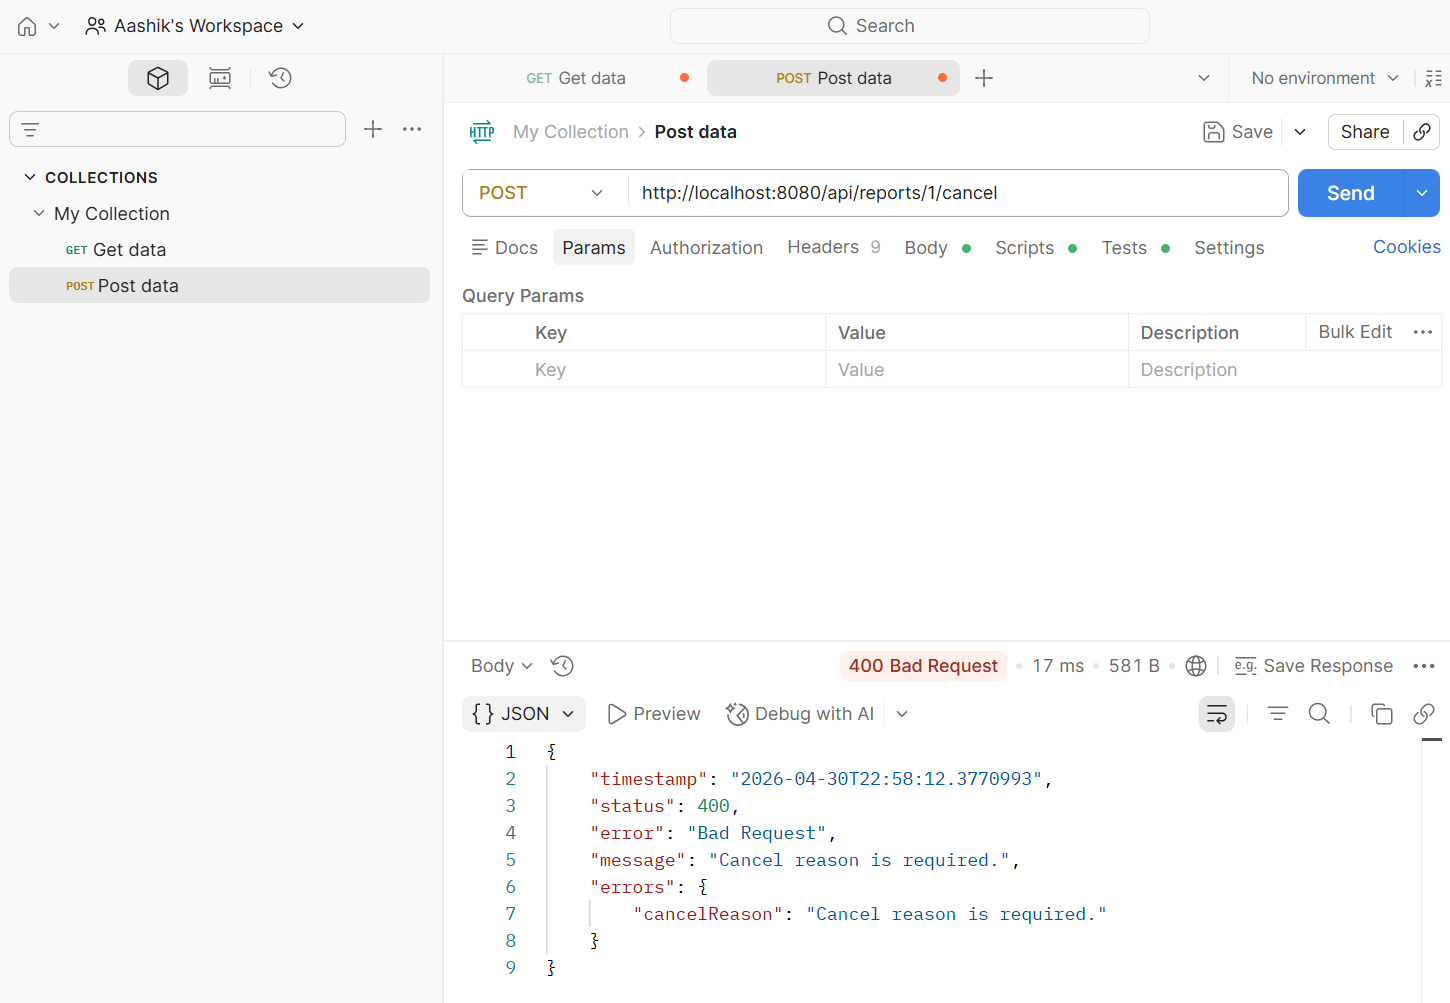 Aashik's Workspace
Search
GET Get data
POST Post data
No environment
HTTP My Collection > Post data
Save
Share
COLLECTIONS
My Collection
GET Get data
POST Post data
POST
http://localhost:8080/api/reports/1/cancel
Send
Docs Params Authorization Headers 9 Body Scripts Tests Settings Cookies
Query Params
Key Value Description Bulk Edit
Key Value Description
Body 400 Bad Request 17 ms 581 B e.g. Save Response
{} JSON Preview Debug with AI
1 {
2 "timestamp": "2026-04-30T22:58:12.3770993",
3 "status": 400,
4 "error": "Bad Request",
5 "message": "Cancel reason is required.",
6 "errors": {
7 "cancelReason": "Cancel reason is required."
8 }
9 }